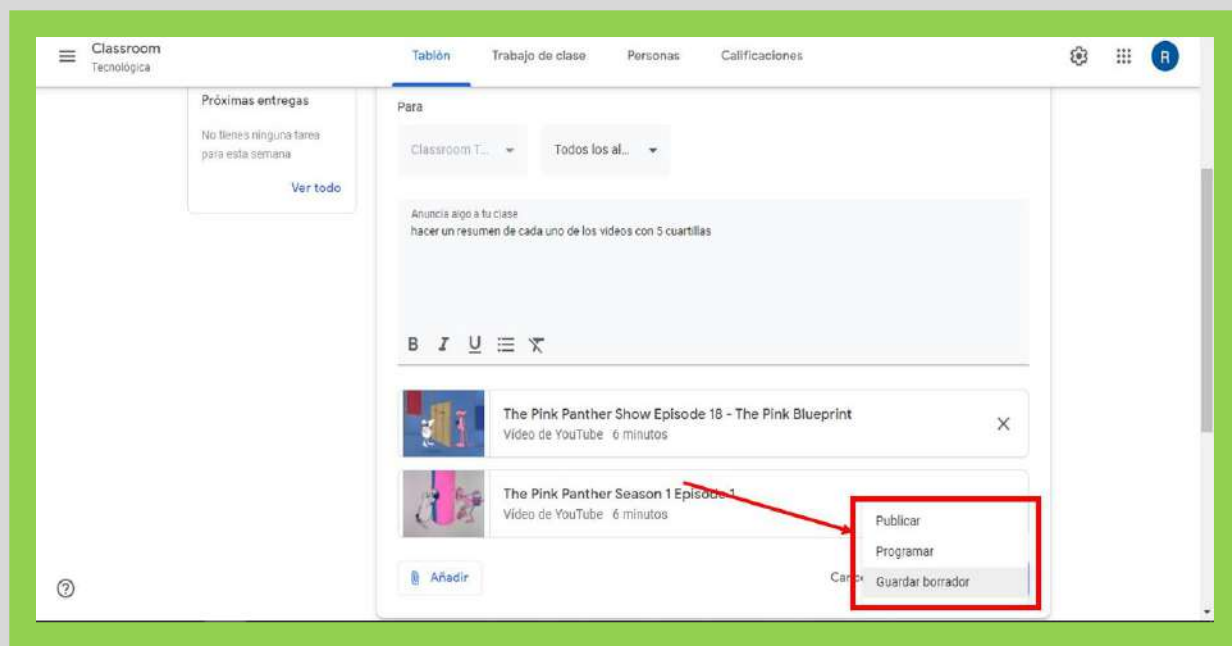 Classroom
Tecnológica
Tablón
Trabajo de clase
Personas
Calificaciones
R
Próximas entregas
No tienes ninguna tarea
para esta semana
Ver todo
Para
Classroom T...
Todos los al...
Anuncia algo a tu clase
hacer un resumen de cada uno de los videos con 5 cuartillas
B I U
The Pink Panther Show Episode 18 - The Pink Blueprint
Vídeo de YouTube 6 minutos
The Pink Panther Season 1 Episode 1
Vídeo de YouTube 6 minutos
Publicar
Programar
Guardar borrador
Añadir